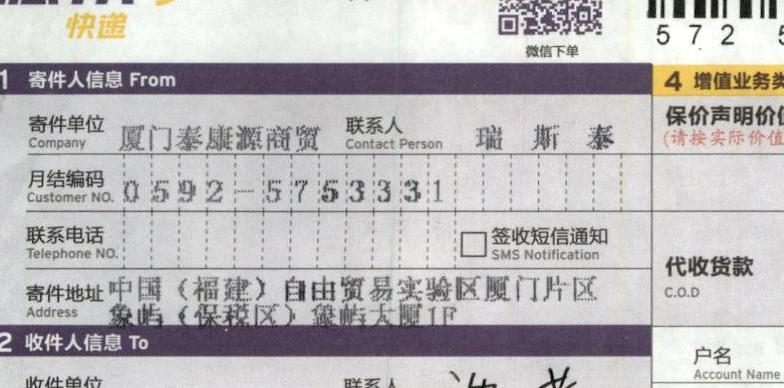 快递
微信下单
5 7 2
1 寄件人信息 From
4 增值业务类
寄件单位 厦门泰康源商贸 联系人 瑞斯泰
Company Contact Person
保价声明价值
(请按实际价值
月结编码 0592-5753331
Customer NO.
联系电话 签收短信通知
Telephone NO. SMS Notification
代收货款
C.O.D
寄件地址 中国（福建）自由贸易实验区厦门片区
Address 象屿（保税区）象屿大厦1F
2 收件人信息 To
户名
Account Name
收件单位 联系人